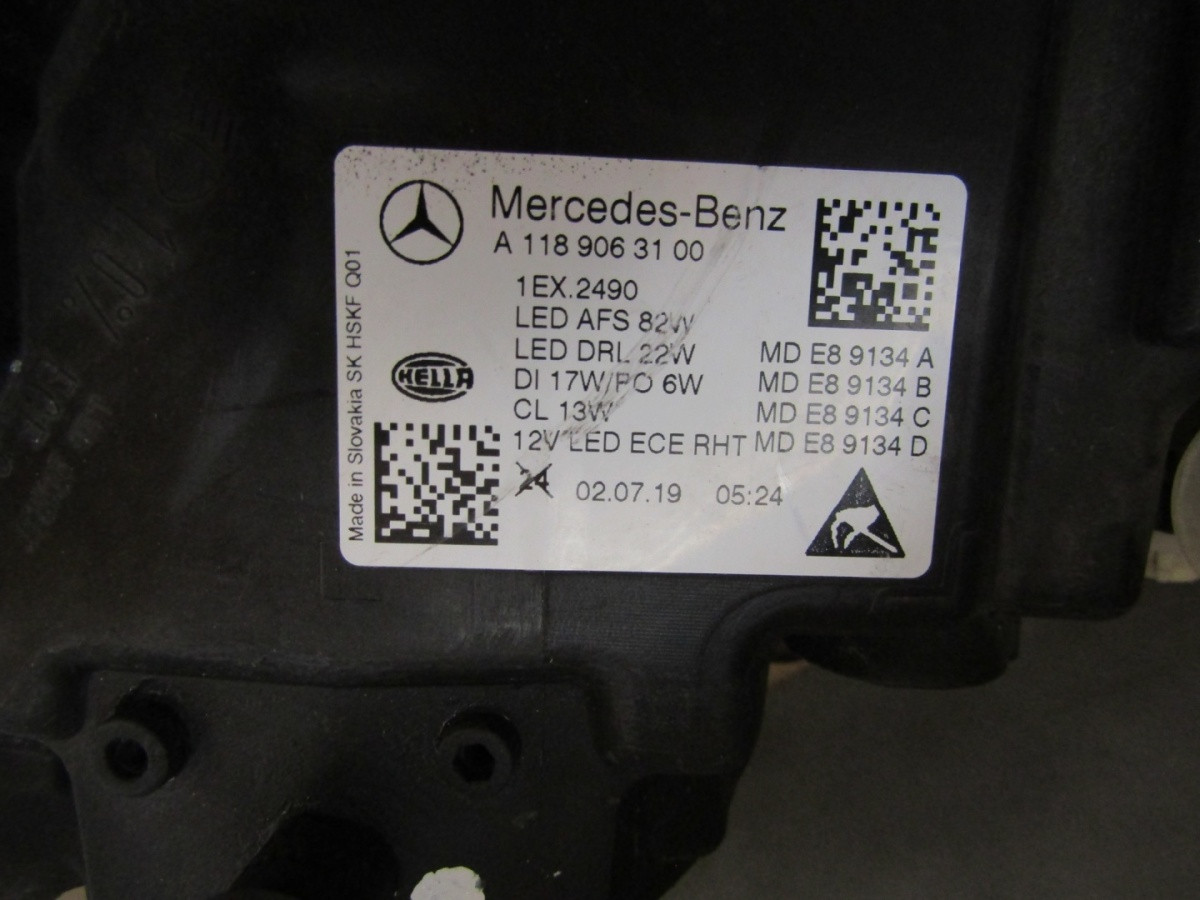 Mercedes-Benz
A 118 906 31 00
1EX.2490
LED AFS 82W
LED DRL 22W MD E8 9134 A
DI 17W/PO 6W MD E8 9134 B
CL 13W MD E8 9134 C
12V LED ECE RHT MD E8 9134 D
24 02.07.19 05:24
HELLA
Made in Slovakia SK HSKF Q01